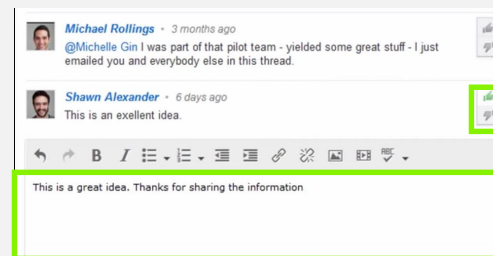 Michael Rollings • 3 months ago
@Michelle Gin I was part of that pilot team - yielded some great stuff - I just
emailed you and everybody else in this thread.
Shawn Alexander • 6 days ago
This is an exellent idea.
B I ABC
This is a great idea. Thanks for sharing the information